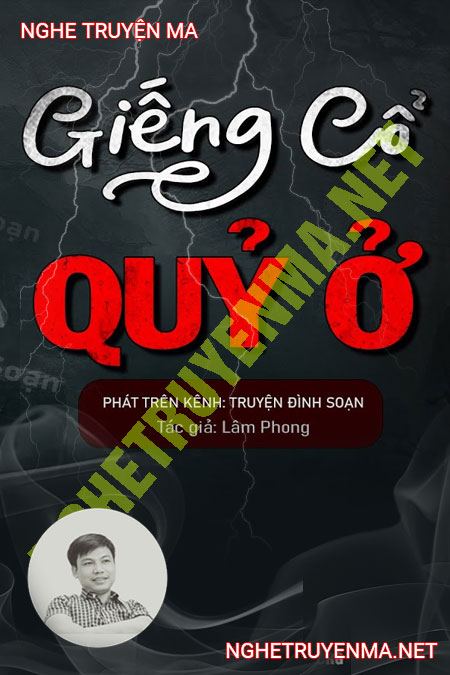 NGHE TRUYỆN MA
Giếng Cổ
QUỶ Ở
PHÁT TRÊN KÊNH: TRUYỆN ĐÌNH SOẠN
Tác giả: Lâm Phong
NGHETRUYENMA.NET
NGHETRUYENMA.NET